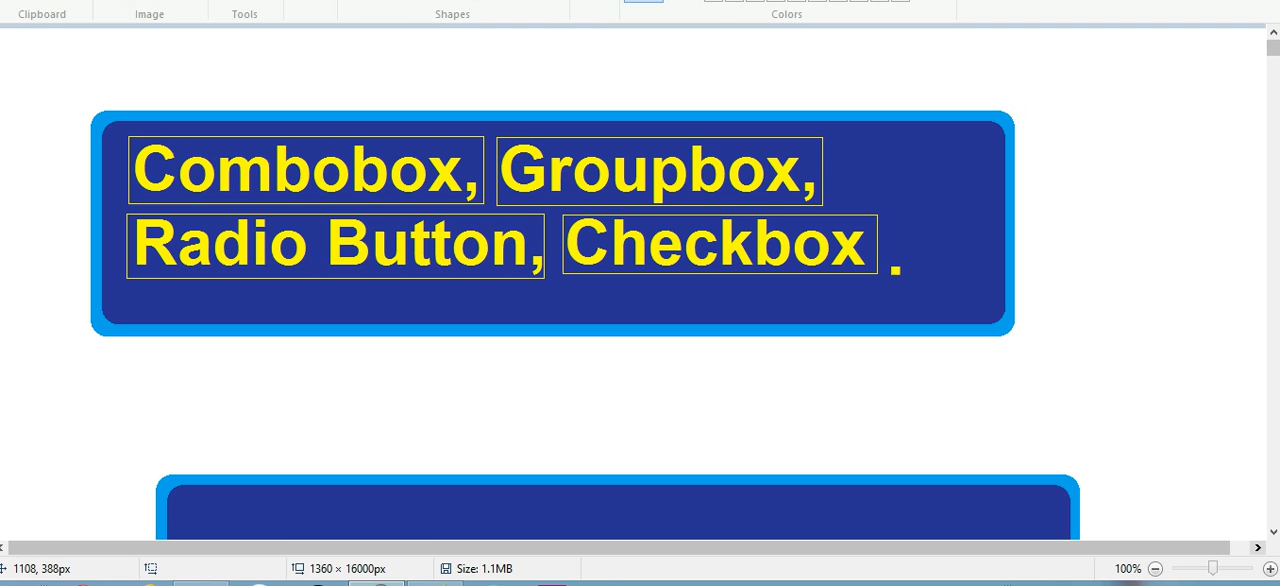 Clipboard Image Tools Shapes Colors
Combobox, Groupbox,
Radio Button, Checkbox .
1108, 388px 1360 × 16000px Size: 1.1MB 100%